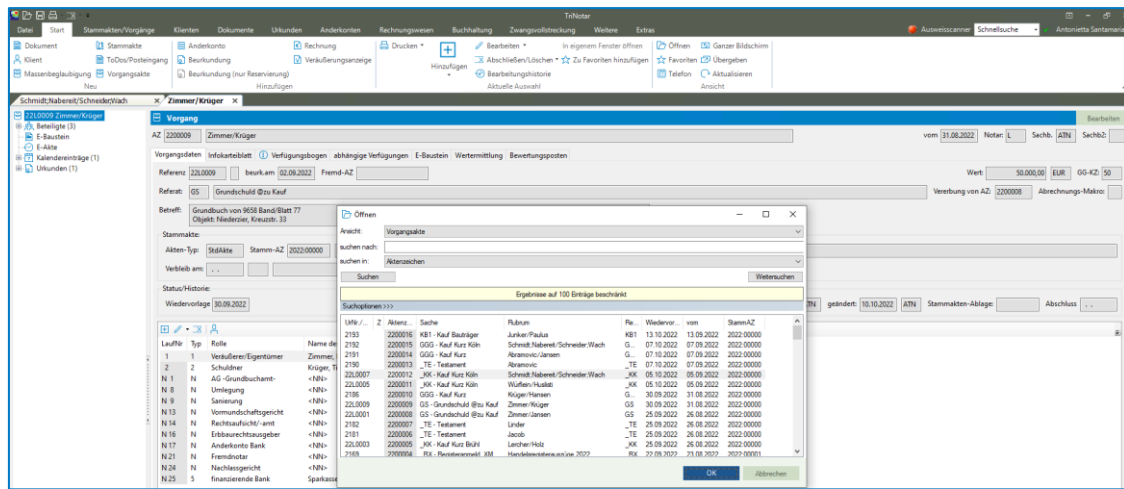 TriNotar
Datei Start Stammakten/Vorgänge Klienten Dokumente Urkunden Anderkonten Rechnungswesen Buchhaltung Zwangsvollstreckung Weitere Extras Ausweisscanner Schnellsuche Antonietta Santamaria
Dokument Stammakte Anderkonto Rechnung Drucken Bearbeiten In eigenem Fenster öffnen Öffnen Ganzer Bildschirm
Klient ToDos/Posteingang Beurkundung Veräußerungsanzeige Hinzufügen Abschließen/Löschen Zu Favoriten hinzufügen Favoriten Übergeben
Massenbeglaubigung Vorgangsakte Beurkundung (nur Reservierung) Bearbeitungshistorie Telefon Aktualisieren
Neu Hinzufügen Aktuelle Auswahl Ansicht
Schmidt;Nabereit/Schneider;Wach X Zimmer/Krüger X
22L0009 Zimmer/Krüger
Beteiligte (3)
E-Baustein
E-Akte
Kalendereinträge (1)
Urkunden (1)
Vorgang Bearbeiten
AZ 2200009 Zimmer/Krüger vom 31.08.2022 Notar: L Sachb. ATN Sachb2:
Vorgangsdaten Infokarteiblatt Verfügungsbogen abhängige Verfügungen E-Baustein Wertermittlung Bewertungsposten
Referenz 22L0009 beurk.am 02.09.2022 Fremd-AZ Wert: 50.000,00 EUR GG-KZ: 50
Referat: GS Grundschuld @zu Kauf Vererbung von AZ: 2200008 Abrechnungs-Makro:
Betreff: Grundbuch von 9658 Band/Blatt 77
Objekt: Niederzier, Kreuzstr. 33
Stammakte:
Akten-Typ: StdAkte Stamm-AZ 2022:00000
Verbleib am: . .
Status/Historie:
Wiedervorlage 30.09.2022 geändert: 10.10.2022 ATN Stammakten-Ablage: Abschluss . .
LaufNr Typ Rolle
1 1 Veräußerer/Eigentümer Zimmer,
2 2 Schuldner
N 1 N AG -Grundbuchamt- <NN>
N 8 N Umlegung <NN>
N 9 N Sanierung <NN>
N 13 N Vormundschaftsgericht <NN>
N 14 N Rechtsaufsicht/-amt <NN>
N 16 N Erbbaurechtsausgeber <NN>
N 17 N Anderkonto Bank <NN>
N 21 N Fremdnotar <NN>
N 24 N Nachlassgericht <NN>
N 25 5 finanzierende Bank
Öffnen
Ansicht: Vorgangsakte
suchen nach:
suchen in: Aktenzeichen
Suchen Weitersuchen
Ergebnisse auf 100 Einträge beschränkt
Suchoptionen >>>
UrNr./... Z Aktenz... Sache Rubrum Re... Wiedervor... vom StammAZ
2193 2200016 KB1 - Kauf Bauträger Junker/Paulus KB1 13.10.2022 13.09.2022 2022:00000
2192 2200015 GGG - Kauf Kurz Köln Schmidt;Nabereit/Schneider;Wach G... 07.10.2022 07.09.2022 2022:00000
2191 2200014 GGG - Kauf Kurz Abramovic/Jansen G... 07.10.2022 07.09.2022 2022:00000
2190 2200013 _TE - Testament Abramovic _TE 07.10.2022 07.09.2022 2022:00000
22L0007 2200012 _KK - Kauf Kurz Köln Schmidt;Nabereit/Schneider;Wach _KK 05.10.2022 05.09.2022 2022:00000
22L0005 2200011 _KK - Kauf Kurz Würflein/Huslisti _KK 05.10.2022 05.09.2022 2022:00000
2186 2200010 GGG - Kauf Kurz Krüger/Hansen G... 30.09.2022 31.08.2022 2022:00000
22L0009 2200009 GS - Grundschuld @zu Kauf Zimmer/Krüger GS 30.09.2022 31.08.2022 2022:00000
22L0001 2200008 GS - Grundschuld @zu Kauf Zimmer/Jansen GS 25.09.2022 26.08.2022 2022:00000
2182 2200007 _TE - Testament Linder _TE 25.09.2022 26.08.2022 2022:00000
2181 2200006 _TE - Testament Jacob _TE 25.09.2022 26.08.2022 2022:00000
22L0003 2200005 _KK - Kauf Kurz Brühl Lercher/Holz _KK 25.09.2022 26.08.2022 2022:00000
2169 2200004 _RX - Registeranmeld. XM Handelsregisterauszüge 2022 _RX 22.09.2022 23.08.2022 2022:00001
OK Abbrechen